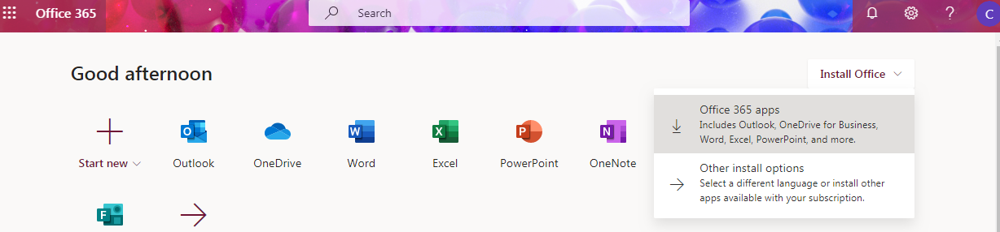 Office 365
Search
?
C
Good afternoon
Install Office
Office 365 apps
Includes Outlook, OneDrive for Business,
Word, Excel, PowerPoint, and more.
Other install options
Select a different language or install other
apps available with your subscription.
O
W
X
P
N
Start new
Outlook
OneDrive
Word
Excel
PowerPoint
OneNote
F